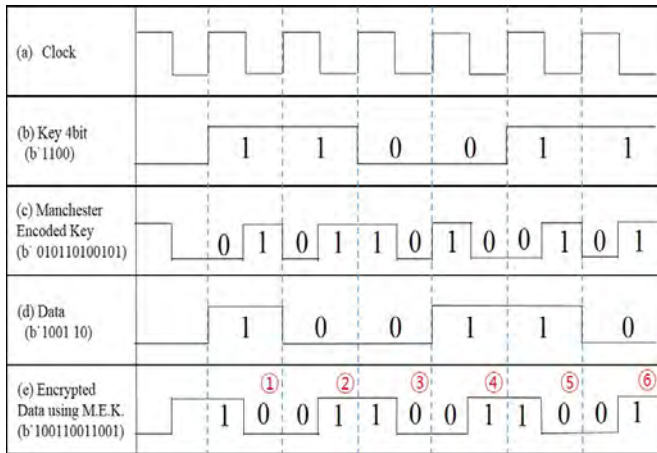 (a) Clock
(b) Key 4bit
(b`1100)
1 1 0 0 1 1
(c) Manchester
Encoded Key
(b` 010110100101)
0 1 0 1 1 0 1 0 0 1 0 1
(d) Data
(b`1001 10)
1 0 0 1 1 0
(e) Encrypted
Data using M.E.K.
(b`100110011001)
① ② ③ ④ ⑤ ⑥
1 0 0 1 1 0 0 1 1 0 0 1